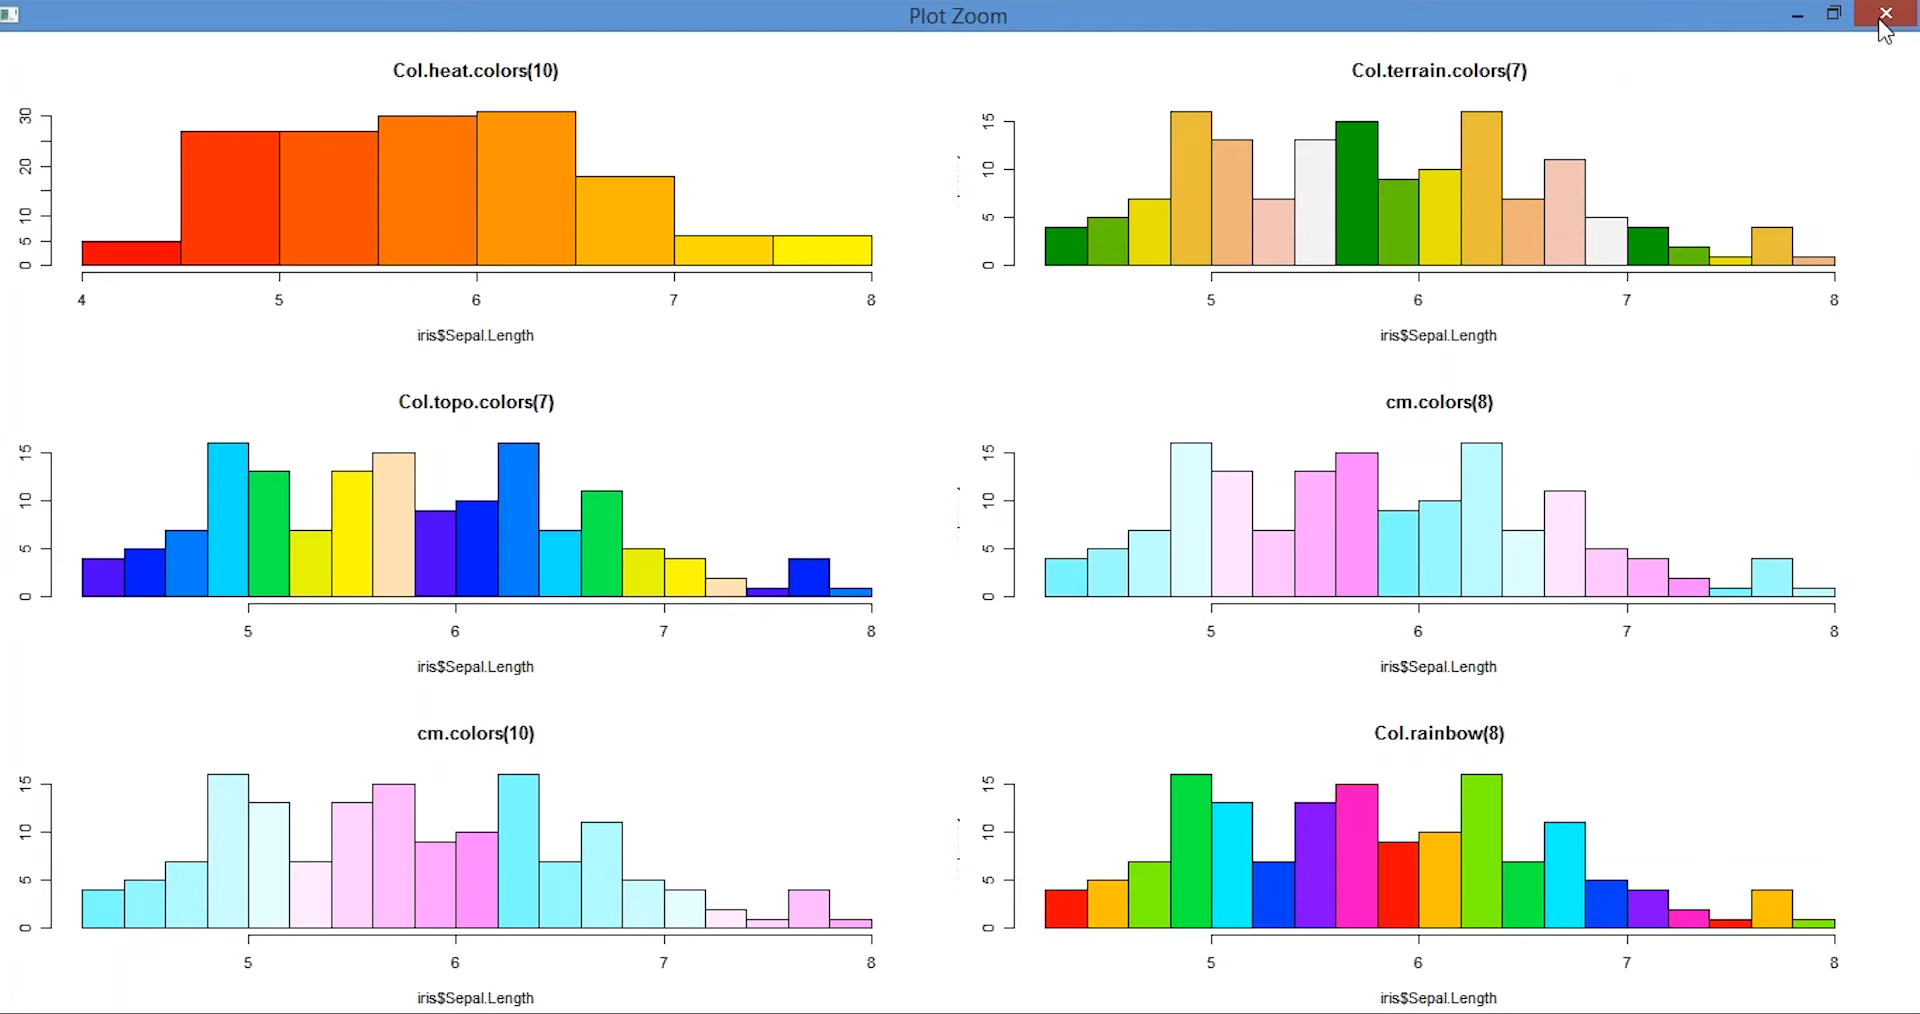 Plot Zoom
Col.heat.colors(10)
30
20
10
5
0
4 5 6 7 8
iris$Sepal.Length
Col.terrain.colors(7)
15
10
5
0
5 6 7 8
iris$Sepal.Length
Col.topo.colors(7)
15
10
5
0
5 6 7 8
iris$Sepal.Length
cm.colors(8)
15
10
5
0
5 6 7 8
iris$Sepal.Length
cm.colors(10)
15
10
5
0
5 6 7 8
iris$Sepal.Length
Col.rainbow(8)
15
10
5
0
5 6 7 8
iris$Sepal.Length